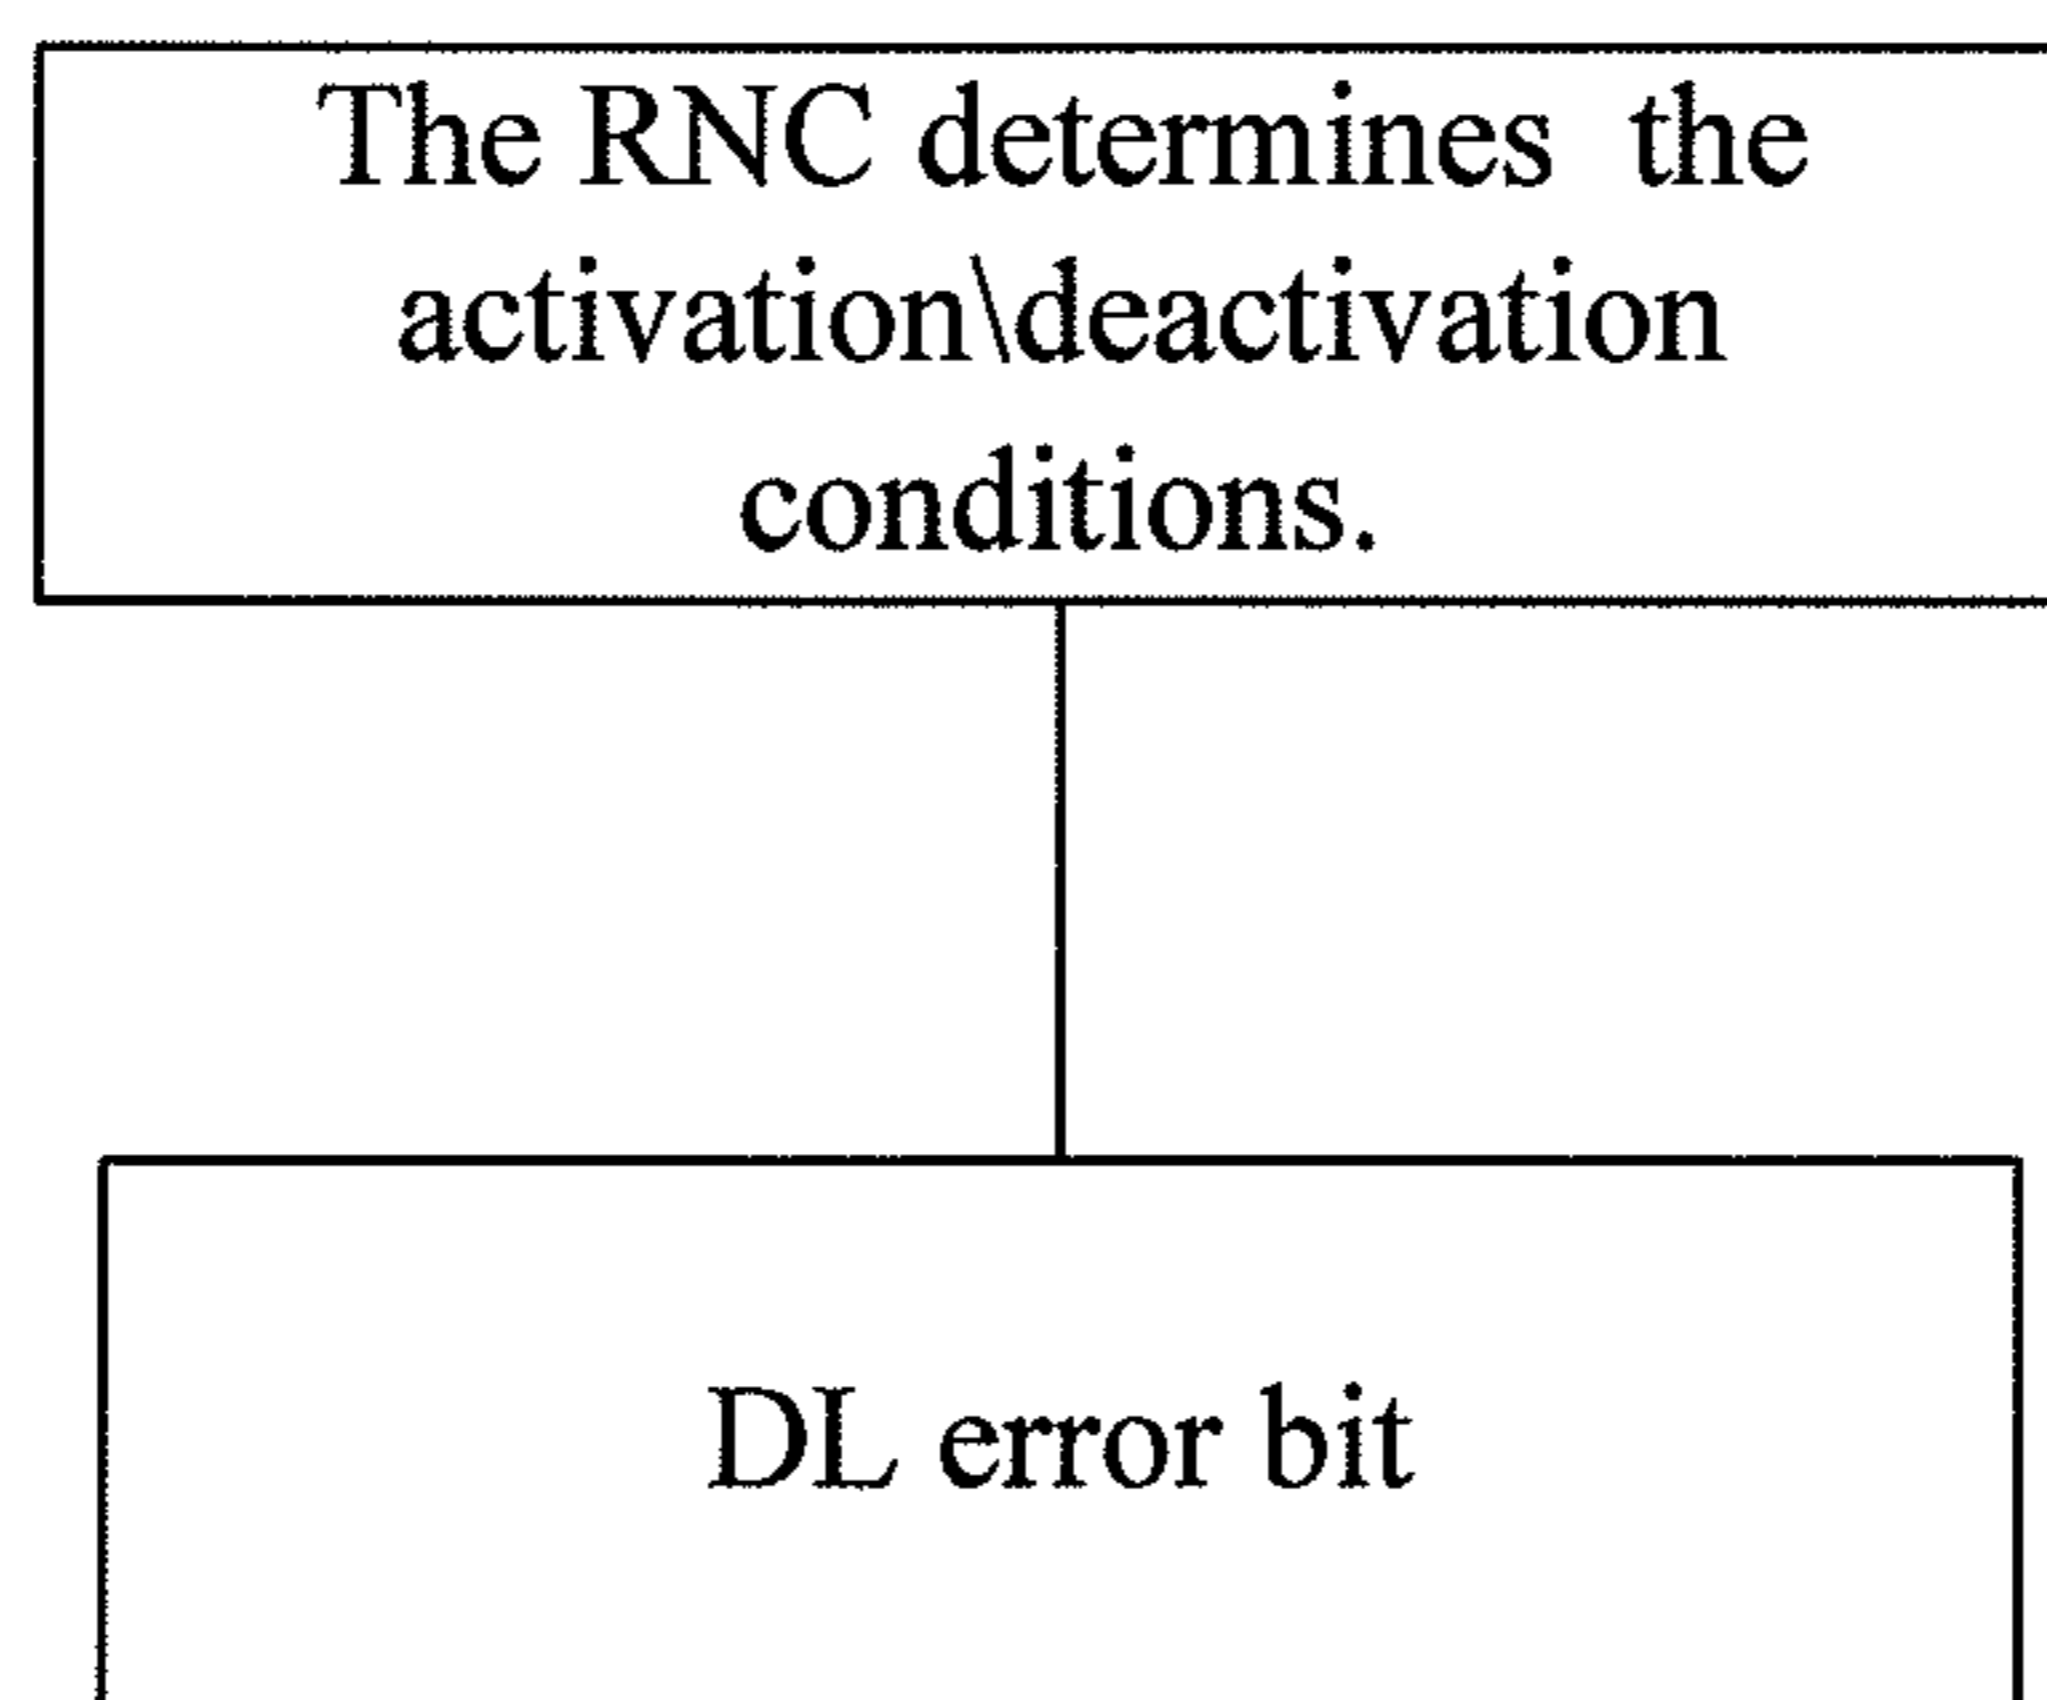 The RNC determines the
activation\deactivation
conditions.
DL error bit